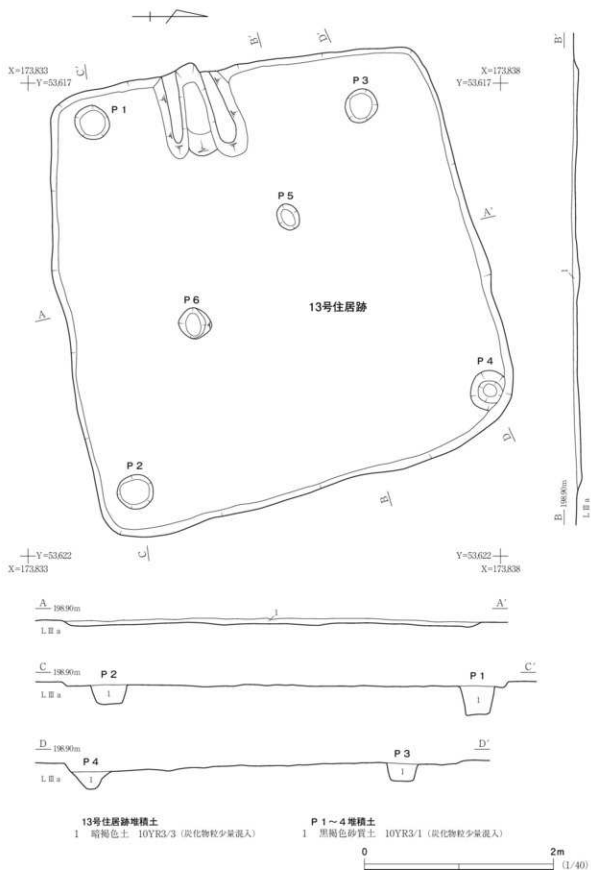 X=173,833
Y=53,617
C′
B′
D′
X=173,838
Y=53,617
B′
P 1
P 3
P 5
A′
1
P 6
13号住居跡
A
P 4
D
P 2
B
C
B 198.90m
LⅢa
Y=53,622
X=173,833
Y=53,622
X=173,838
A 198.90m
1
A′
LⅢa
C 198.90m
P 2
P 1
C′
LⅢa
1
1
D 198.90m
P 4
P 3
D′
LⅢa
1
1
13号住居跡堆積土
1 暗褐色土 10YR3/3（炭化物粒少量混入）
P 1～4堆積土
1 黒褐色砂質土 10YR3/1（炭化物粒少量混入）
0 2m
(1/40)